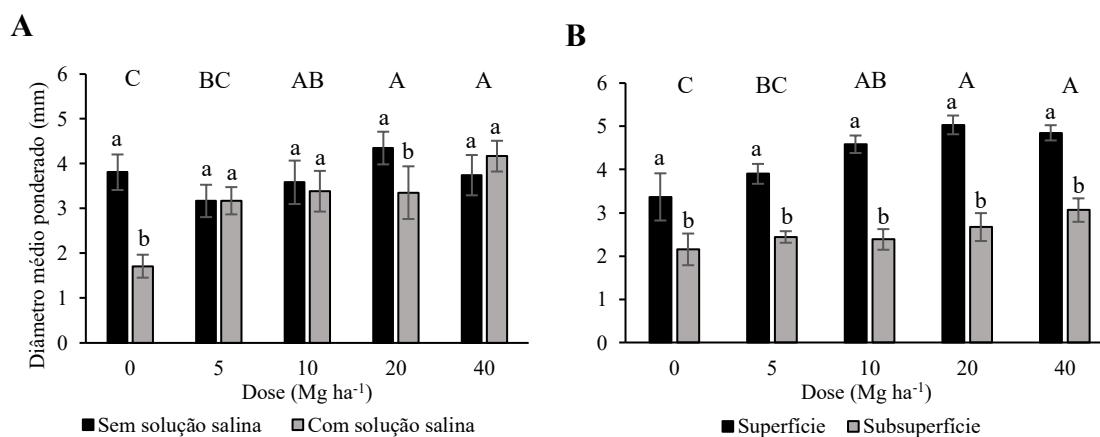 A
Diâmetro médio ponderado (mm)
6
5
4
3
2
1
0
C BC AB A A
a b a a a a a b a a
0 5 10 20 40
Dose (Mg ha⁻¹)
Sem solução salina Com solução salina
B
6
5
4
3
2
1
0
C BC AB A A
a b a b a b a b a b
0 5 10 20 40
Dose (Mg ha⁻¹)
Superfície Subsuperfície